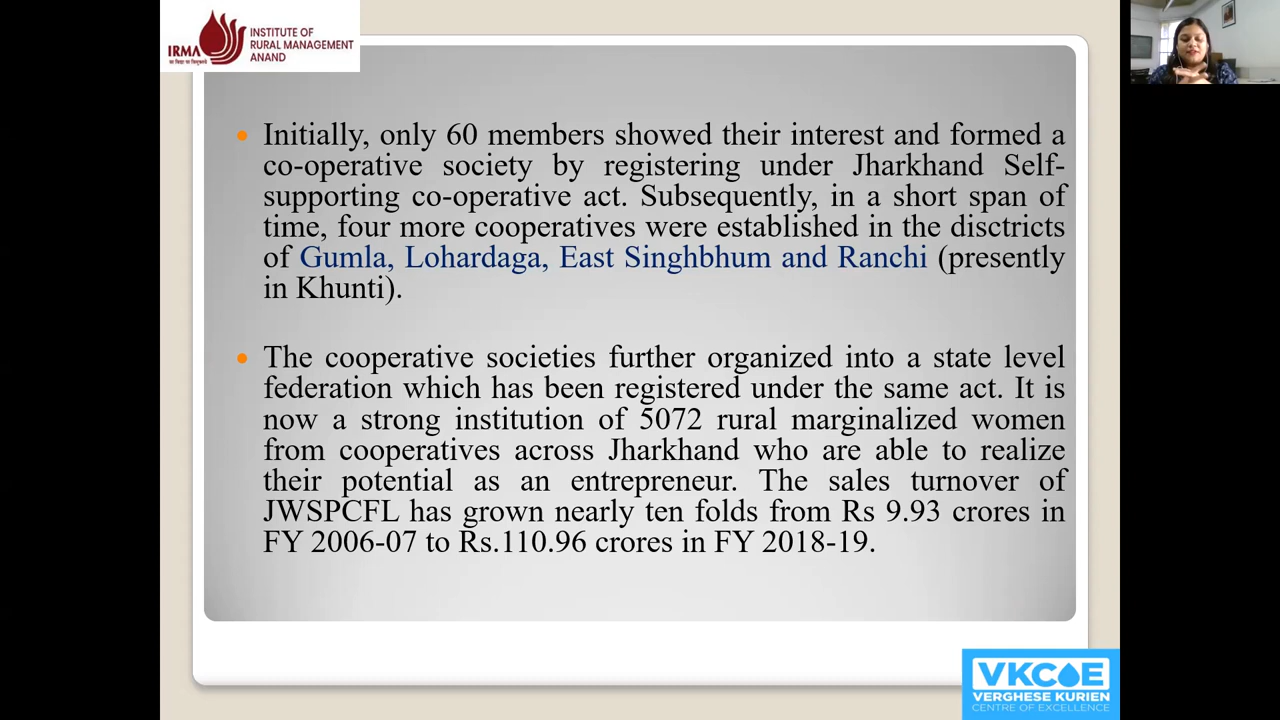 IRMA
INSTITUTE OF
RURAL MANAGEMENT
ANAND
Initially, only 60 members showed their interest and formed a
co-operative society by registering under Jharkhand Self-
supporting co-operative act. Subsequently, in a short span of
time, four more cooperatives were established in the disctricts
of Gumla, Lohardaga, East Singhbhum and Ranchi (presently
in Khunti).
The cooperative societies further organized into a state level
federation which has been registered under the same act. It is
now a strong institution of 5072 rural marginalized women
from cooperatives across Jharkhand who are able to realize
their potential as an entrepreneur. The sales turnover of
JWSPCFL has grown nearly ten folds from Rs 9.93 crores in
FY 2006-07 to Rs.110.96 crores in FY 2018-19.
VKCOE
VERGHESE KURIEN
CENTRE OF EXCELLENCE